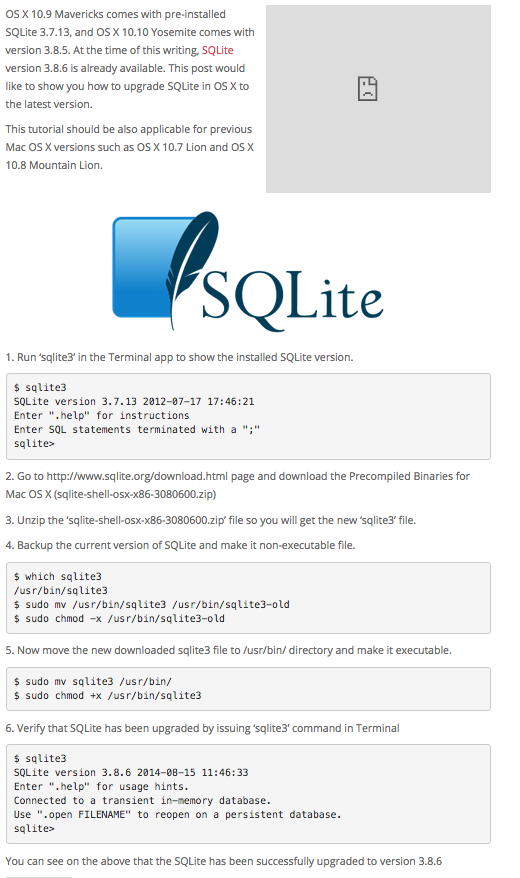 OS X 10.9 Mavericks comes with pre-installed
SQLite 3.7.13, and OS X 10.10 Yosemite comes with
version 3.8.5. At the time of this writing, SQLite
version 3.8.6 is already available. This post would
like to show you how to upgrade SQLite in OS X to
the latest version.
This tutorial should be also applicable for previous
Mac OS X versions such as OS X 10.7 Lion and OS X
10.8 Mountain Lion.
SQLite
1. Run ‘sqlite3’ in the Terminal app to show the installed SQLite version.
$ sqlite3
SQLite version 3.7.13 2012-07-17 17:46:21
Enter ".help" for instructions
Enter SQL statements terminated with a ";"
sqlite>
2. Go to http://www.sqlite.org/download.html page and download the Precompiled Binaries for
Mac OS X (sqlite-shell-osx-x86-3080600.zip)
3. Unzip the ‘sqlite-shell-osx-x86-3080600.zip’ file so you will get the new ‘sqlite3’ file.
4. Backup the current version of SQLite and make it non-executable file.
$ which sqlite3
/usr/bin/sqlite3
$ sudo mv /usr/bin/sqlite3 /usr/bin/sqlite3-old
$ sudo chmod -x /usr/bin/sqlite3-old
5. Now move the new downloaded sqlite3 file to /usr/bin/ directory and make it executable.
$ sudo mv sqlite3 /usr/bin/
$ sudo chmod +x /usr/bin/sqlite3
6. Verify that SQLite has been upgraded by issuing ‘sqlite3’ command in Terminal
$ sqlite3
SQLite version 3.8.6 2014-08-15 11:46:33
Enter ".help" for usage hints.
Connected to a transient in-memory database.
Use ".open FILENAME" to reopen on a persistent database.
sqlite>
You can see on the above that the SQLite has been successfully upgraded to version 3.8.6